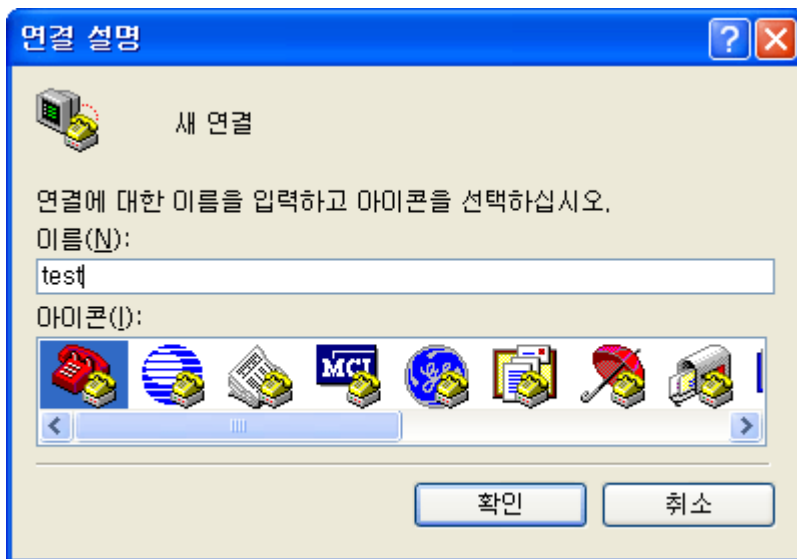 연결 설명
새 연결
연결에 대한 이름을 입력하고 아이콘을 선택하십시오.
이름(N):
test
아이콘(I):
MCI
확인 취소